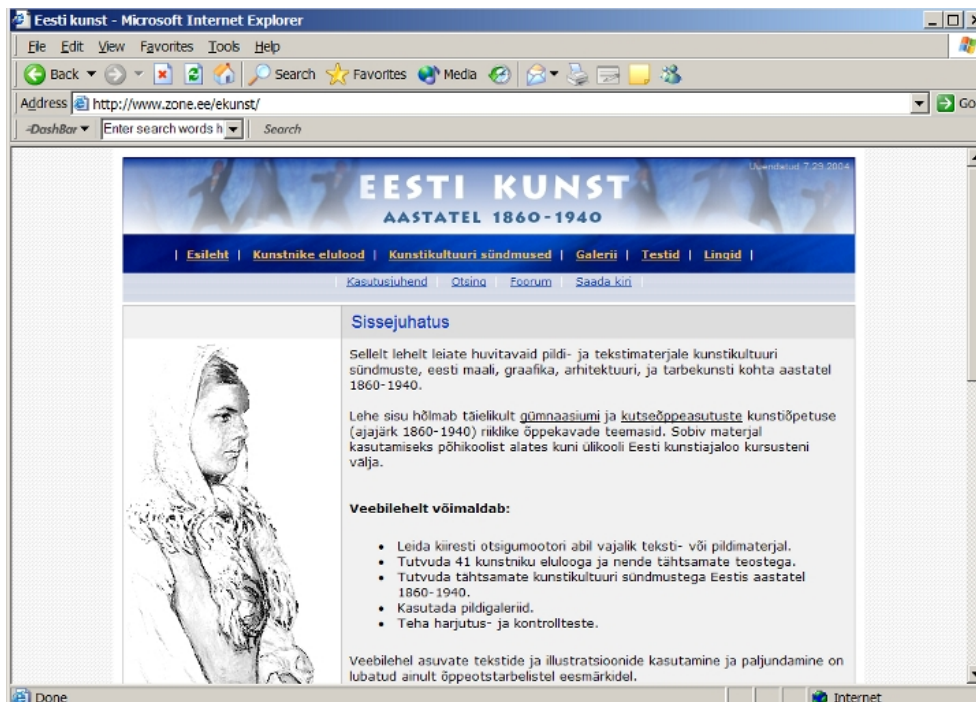 Eesti kunst - Microsoft Internet Explorer
File Edit View Favorites Tools Help
Back Search Favorites Media
Address http://www.zone.ee/ekunst/ Go
DashBar Enter search words h Search
Uuendatud 7.29.2004
EESTI KUNST
AASTATEL 1860-1940
| Esileht | Kunstnike elulood | Kunstikultuuri sündmused | Galerii | Testid | Lingid |
Kasutusjuhend Otsing Foorum Saada kiri
Sissejuhatus
Sellelt lehelt leiate huvitavaid pildi- ja tekstimaterjale kunstikultuuri
sündmuste, eesti maali, graafika, arhitektuuri, ja tarbekunsti kohta aastatel
1860-1940.
Lehe sisu hõlmab täielikult gümnaasiumi ja kutseõppeasutuste kunstiõpetuse
(ajajärk 1860-1940) riiklike õppekavade teemasid. Sobiv materjal
kasutamiseks põhikoolist alates kuni ülikooli Eesti kunstiajaloo kursusteni
välja.
Veebilehelt võimaldab:
• Leida kiiresti otsigumootori abil vajalik teksti- või pildimaterjal.
• Tutvuda 41 kunstniku elulooga ja nende tähtsamate teostega.
• Tutvuda tähtsamate kunstikultuuri sündmustega Eestis aastatel
1860-1940.
• Kasutada pildigaleriid.
• Teha harjutus- ja kontrollteste.
Veebilehel asuvate tekstide ja illustratsioonide kasutamine ja paljundamine on
lubatud ainult õppeotstarbelistel eesmärkidel.
Done Internet